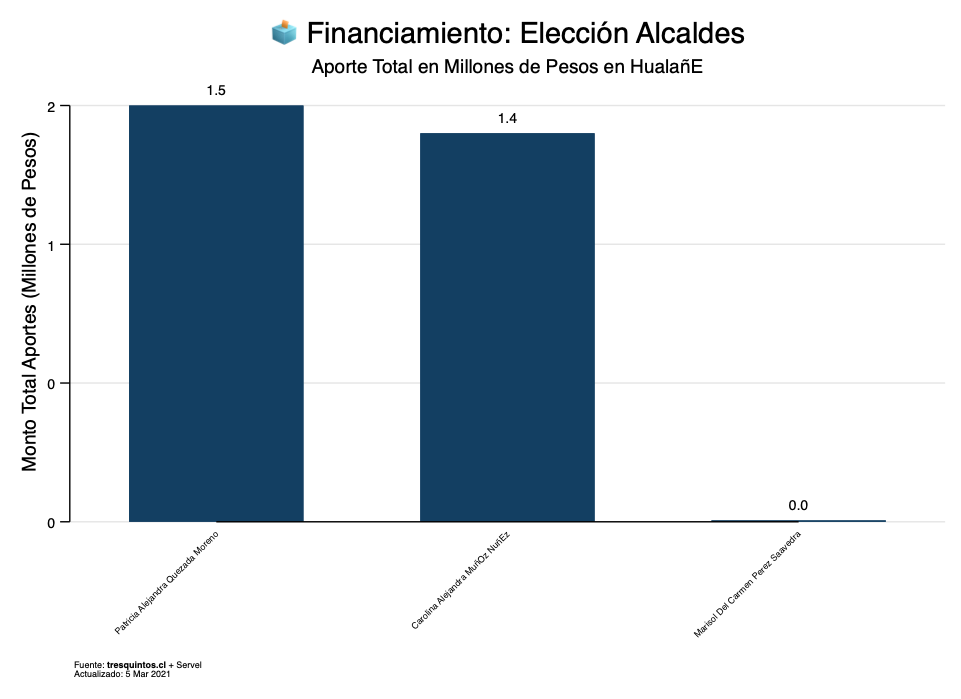 🗳️ Financiamiento: Elección Alcaldes
Aporte Total en Millones de Pesos en HualañE
Monto Total Aportes (Millones de Pesos)
2
1
0
0
1.5
1.4
0.0
Patricia Alejandra Quezada Moreno
Carolina Alejandra MuñOz NuñEz
Marisol Del Carmen Perez Saavedra
Fuente: tresquintos.cl + Servel
Actualizado: 5 Mar 2021